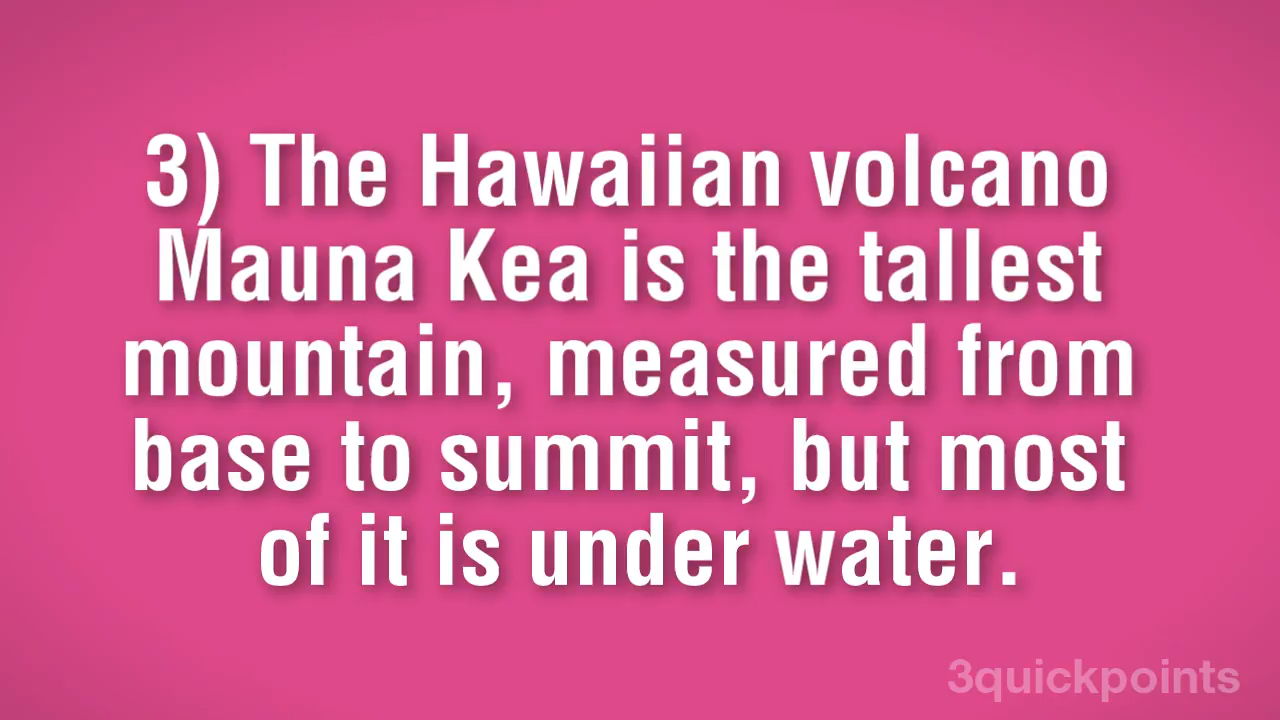 3) The Hawaiian volcano
Mauna Kea is the tallest
mountain, measured from
base to summit, but most
of it is under water.
3quickpoints